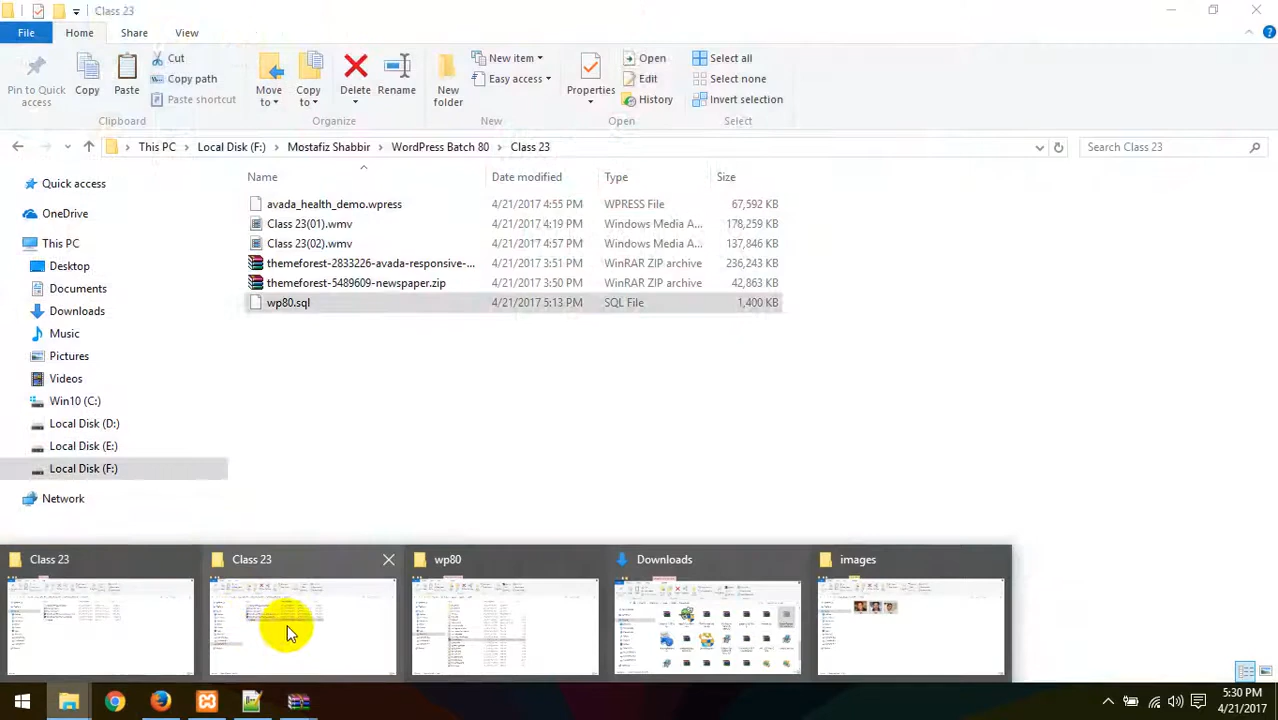 Class 23
File Home Share View
Pin to Quick access
Copy
Paste
Cut
Copy path
Paste shortcut
Clipboard
Move to
Copy to
Delete
Rename
Organize
New folder
New item
Easy access
New
Properties
Open
Edit
History
Open
Select all
Select none
Invert selection
Select
This PC > Local Disk (F:) > Mostafiz Shabbir > WordPress Batch 80 > Class 23
Search Class 23
Name Date modified Type Size
avada_health_demo.wpress 4/21/2017 4:55 PM WPRESS File 67,592 KB
Class 23(01).wmv 4/21/2017 4:19 PM Windows Media A... 178,259 KB
Class 23(02).wmv 4/21/2017 4:57 PM Windows Media A... 137,846 KB
themeforest-2833226-avada-responsive-... 4/21/2017 3:51 PM WinRAR ZIP archive 236,243 KB
themeforest-5489609-newspaper.zip 4/21/2017 3:50 PM WinRAR ZIP archive 42,863 KB
wp80.sql 4/21/2017 5:13 PM SQL File 1,400 KB
Quick access
OneDrive
This PC
Desktop
Documents
Downloads
Music
Pictures
Videos
Win10 (C:)
Local Disk (D:)
Local Disk (E:)
Local Disk (F:)
Network
Class 23
Class 23
wp80
Downloads
images
5:30 PM
4/21/2017